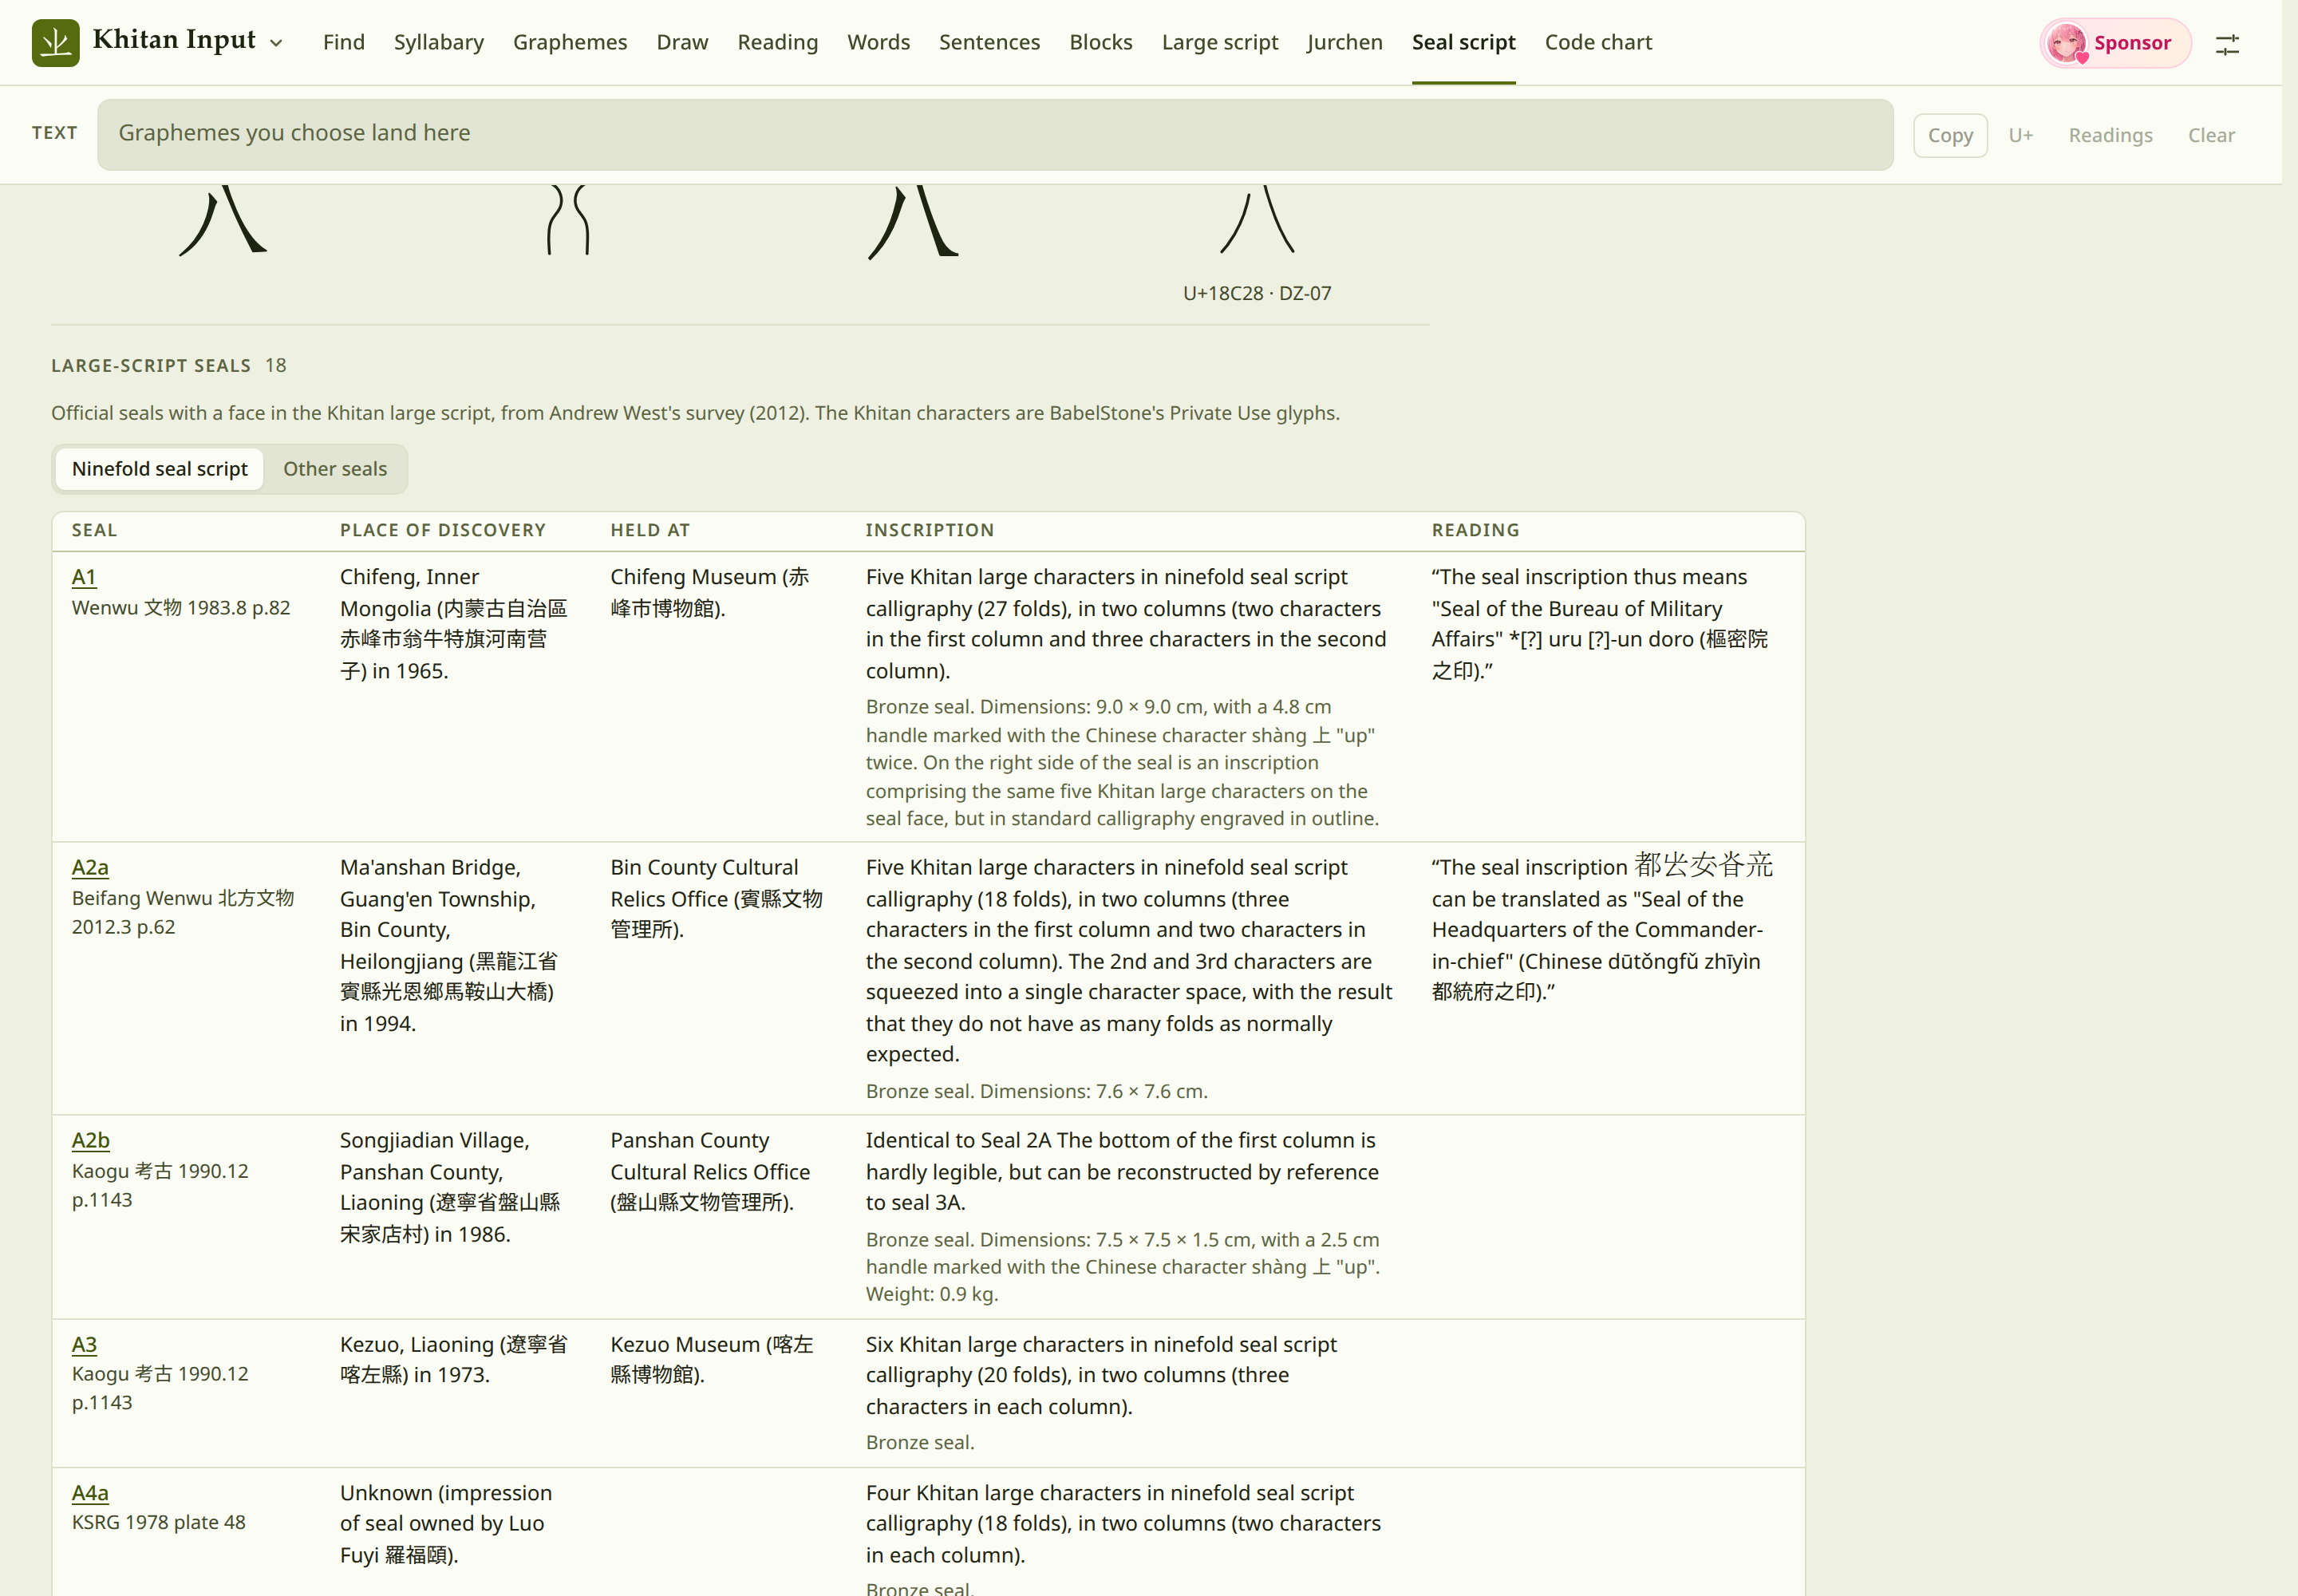 Khitan Input
Find Syllabary Graphemes Draw Reading Words Sentences Blocks Large script Jurchen Seal script Code chart
Sponsor
TEXT
Graphemes you choose land here
Copy U+ Readings Clear
U+18C28 · DZ-07
LARGE-SCRIPT SEALS 18
Official seals with a face in the Khitan large script, from Andrew West's survey (2012). The Khitan characters are BabelStone's Private Use glyphs.
Ninefold seal script Other seals
SEAL PLACE OF DISCOVERY HELD AT INSCRIPTION READING
A1
Wenwu 文物 1983.8 p.82
Chifeng, Inner
Mongolia (内蒙古自治區
赤峰市翁牛特旗河南营
子) in 1965.
Chifeng Museum (赤
峰市博物館).
Five Khitan large characters in ninefold seal script
calligraphy (27 folds), in two columns (two characters
in the first column and three characters in the second
column).
Bronze seal. Dimensions: 9.0 × 9.0 cm, with a 4.8 cm
handle marked with the Chinese character shàng 上 "up"
twice. On the right side of the seal is an inscription
comprising the same five Khitan large characters on the
seal face, but in standard calligraphy engraved in outline.
“The seal inscription thus means
"Seal of the Bureau of Military
Affairs" *[?] uru [?]-un doro (樞密院
之印).”
A2a
Beifang Wenwu 北方文物
2012.3 p.62
Ma'anshan Bridge,
Guang'en Township,
Bin County,
Heilongjiang (黑龍江省
賓縣光恩鄉馬鞍山大橋)
in 1994.
Bin County Cultural
Relics Office (賓縣文物
管理所).
Five Khitan large characters in ninefold seal script
calligraphy (18 folds), in two columns (three
characters in the first column and two characters in
the second column). The 2nd and 3rd characters are
squeezed into a single character space, with the result
that they do not have as many folds as normally
expected.
Bronze seal. Dimensions: 7.6 × 7.6 cm.
“The seal inscription
can be translated as "Seal of the
Headquarters of the Commander-
in-chief" (Chinese dūtǒngfǔ zhīyìn
都統府之印).”
A2b
Kaogu 考古 1990.12
p.1143
Songjiadian Village,
Panshan County,
Liaoning (遼寧省盤山縣
宋家店村) in 1986.
Panshan County
Cultural Relics Office
(盤山縣文物管理所).
Identical to Seal 2A The bottom of the first column is
hardly legible, but can be reconstructed by reference
to seal 3A.
Bronze seal. Dimensions: 7.5 × 7.5 × 1.5 cm, with a 2.5 cm
handle marked with the Chinese character shàng 上 "up".
Weight: 0.9 kg.
A3
Kaogu 考古 1990.12
p.1143
Kezuo, Liaoning (遼寧省
喀左縣) in 1973.
Kezuo Museum (喀左
縣博物館).
Six Khitan large characters in ninefold seal script
calligraphy (20 folds), in two columns (three
characters in each column).
Bronze seal.
A4a
KSRG 1978 plate 48
Unknown (impression
of seal owned by Luo
Fuyi 羅福頤).
Four Khitan large characters in ninefold seal script
calligraphy (18 folds), in two columns (two characters
in each column).
Bronze seal.